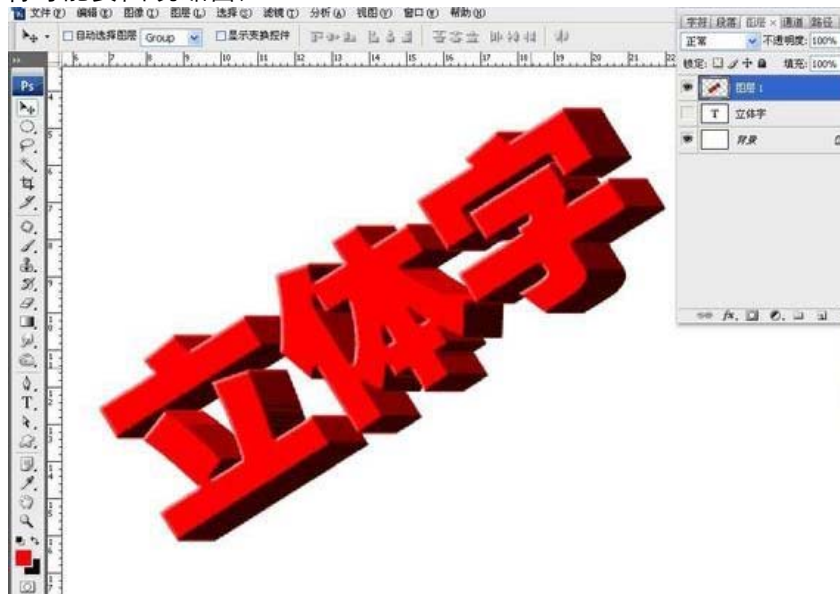 文件(F) 编辑(E) 图像(I) 图层(L) 选择(S) 滤镜(T) 分析(A) 视图(V) 窗口(W) 帮助(H)
自动选择图层 Group 显示变换控件
字符 段落 图层 × 通道 路径
正常 不透明度: 100%
锁定: 填充: 100%
Ps
图层 1
T 立体字
背景
立体字